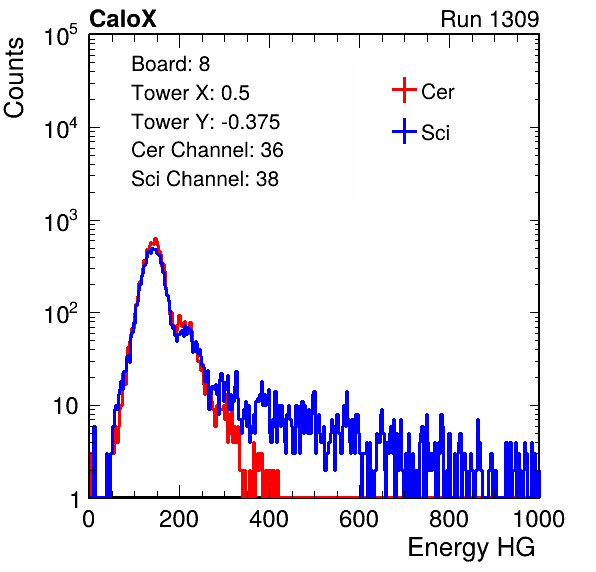 CaloX Run 1309
Counts
10^5
10^4
10^3
10^2
10
1
Board: 8
Tower X: 0.5
Tower Y: -0.375
Cer Channel: 36
Sci Channel: 38
Cer
Sci
0 200 400 600 800 1000
Energy HG